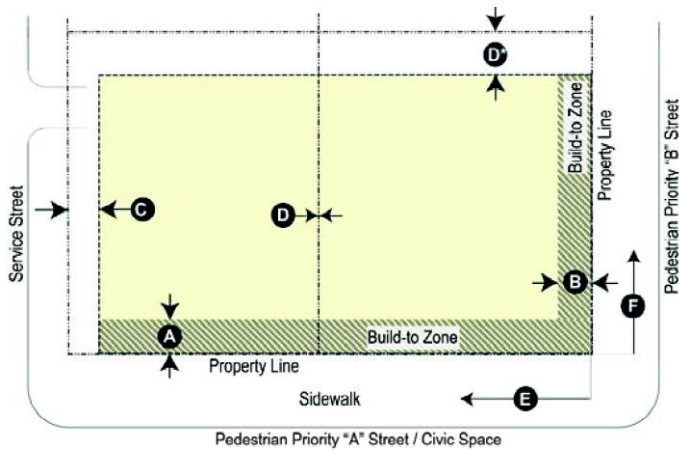 D*
Build-to Zone
Property Line
Pedestrian Priority "B" Street
Service Street
C
D
B
F
A
Build-to Zone
Property Line
Sidewalk
E
Pedestrian Priority "A" Street / Civic Space